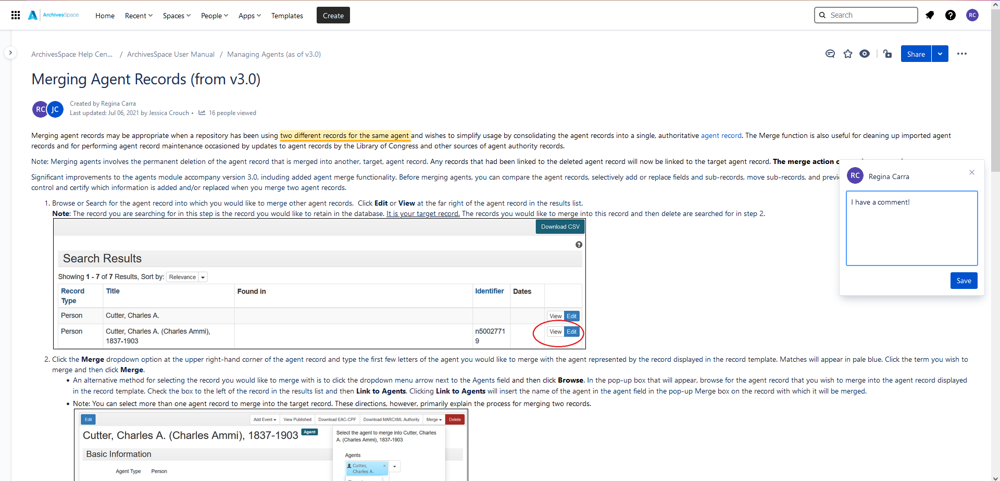 ArchivesSpace Home Recent Spaces People Apps Templates Create Search RC
ArchivesSpace Help Cen... / ArchivesSpace User Manual / Managing Agents (as of v3.0) Share
Merging Agent Records (from v3.0)
RC JC Created by Regina Carra
Last updated: Jul 06, 2021 by Jessica Crouch • 16 people viewed
Merging agent records may be appropriate when a repository has been using two different records for the same agent and wishes to simplify usage by consolidating the agent records into a single, authoritative agent record. The Merge function is also useful for cleaning up imported agent
records and for performing agent record maintenance occasioned by updates to agent records by the Library of Congress and other sources of agent authority records.
Note: Merging agents involves the permanent deletion of the agent record that is merged into another, target, agent record. Any records that had been linked to the deleted agent record will now be linked to the target agent record. The merge action
Significant improvements to the agents module accompany version 3.0, including added agent merge functionality. Before merging agents, you can compare the agent records, selectively add or replace fields and sub-records, move sub-records, and
control and certify which information is added and/or replaced when you merge two agent records.
RC Regina Carra
I have a comment!
Save
1. Browse or Search for the agent record into which you would like to merge other agent records. Click Edit or View at the far right of the agent record in the results list.
Note: The record you are searching for in this step is the record you would like to retain in the database. It is your target record. The records you would like to merge into this record and then delete are searched for in step 2.
Download CSV
Search Results
Showing 1 - 7 of 7 Results, Sort by: Relevance
Record Type Title Found in Identifier Dates
Person Cutter, Charles A. View Edit
Person Cutter, Charles A. (Charles Ammi), n5002771 View Edit
1837-1903 9
2. Click the Merge dropdown option at the upper right-hand corner of the agent record and type the first few letters of the agent you would like to merge with the agent represented by the record displayed in the record template. Matches will appear in pale blue. Click the term you wish to
merge and then click Merge.
• An alternative method for selecting the record you would like to merge with is to click the dropdown menu arrow next to the Agents field and then click Browse. In the pop-up box that will appear, browse for the agent record that you wish to merge into the agent record displayed
in the record template. Check the box to the left of the record in the results list and then Link to Agents. Clicking Link to Agents will insert the name of the agent in the agent field in the pop-up Merge box on the record with which it will be merged.
• Note: You can select more than one agent record to merge into the target record. These directions, however, primarily explain the process for merging two records.
Edit Add Event View Published Download EAC-CPF Download MARCXML Authority Merge Delete
Cutter, Charles A. (Charles Ammi), 1837-1903 Agent
Select the agent to merge into Cutter, Charles
A. (Charles Ammi), 1837-1903
Basic Information
Agents
Cutter, ×
Charles A.
Agent Type Person